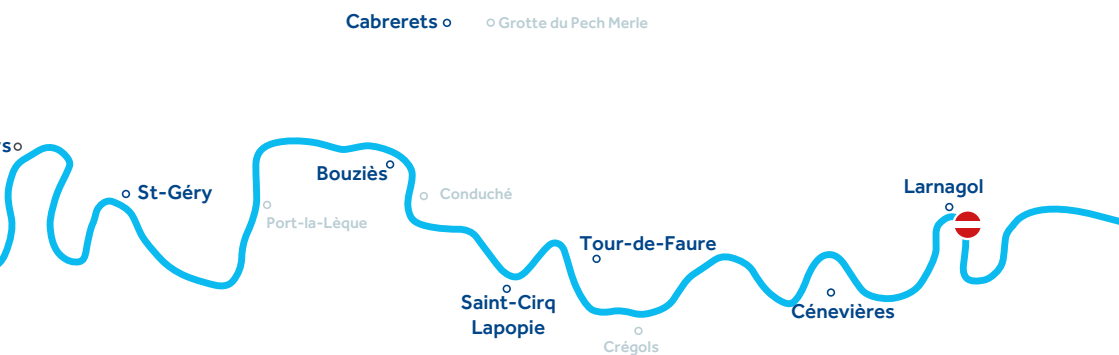 Cabrerets
Grotte du Pech Merle
St-Géry
Bouziès
Conduché
Port-la-Lèque
Larnagol
Tour-de-Faure
Saint-Cirq
Lapopie
Cénevières
Crégols